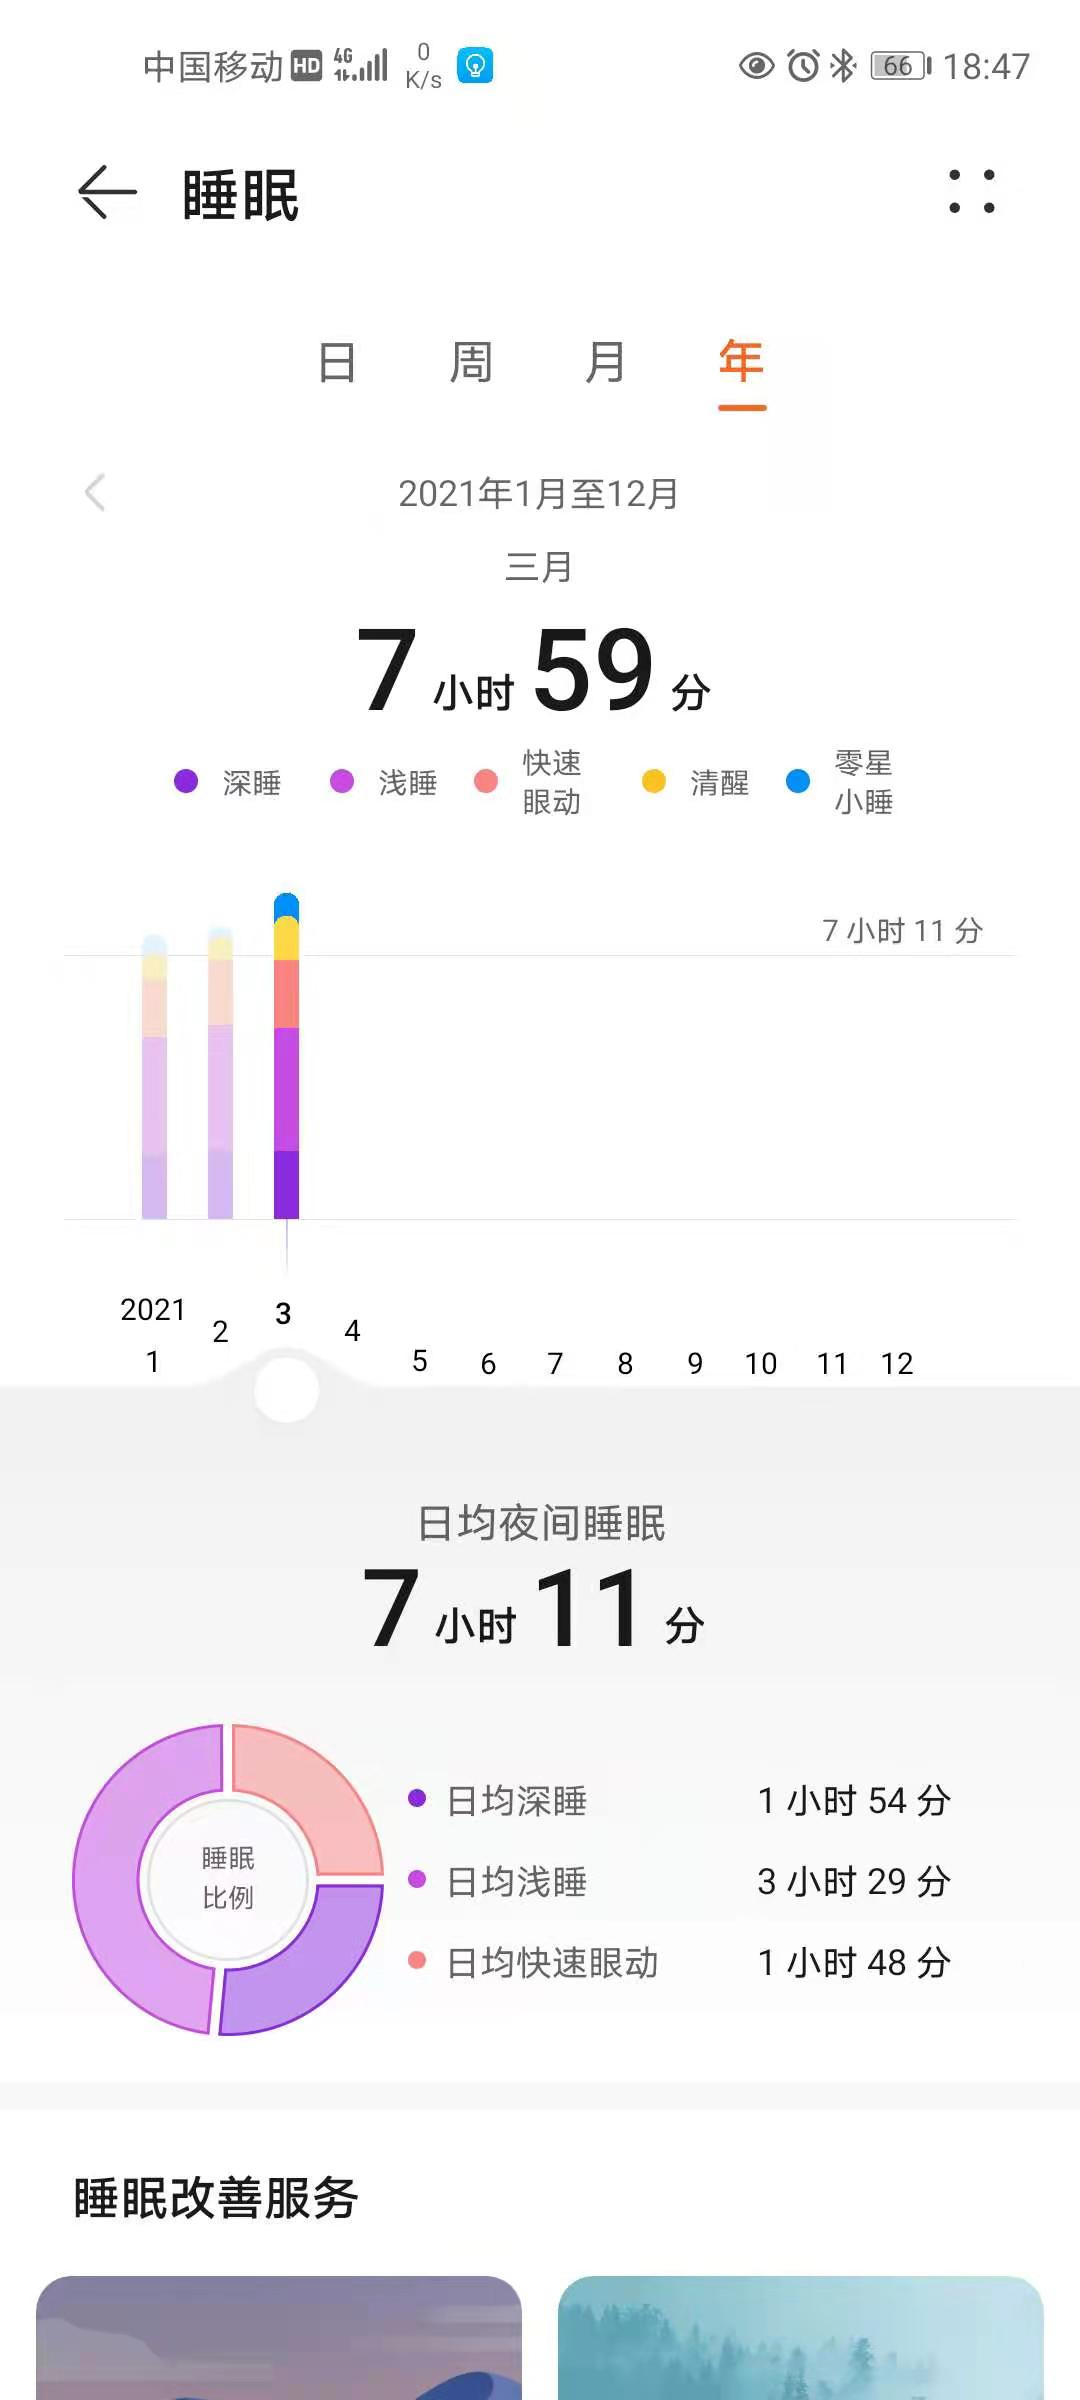 中国移动 HD 4G 0 K/s 66 18:47
睡眠
日 周 月 年
2021年1月至12月
三月
7 小时 59 分
深睡 浅睡 快速眼动 清醒 零星小睡
7 小时 11 分
2021
1 2 3 4 5 6 7 8 9 10 11 12
日均夜间睡眠
7 小时 11 分
睡眠
比例
日均深睡 1 小时 54 分
日均浅睡 3 小时 29 分
日均快速眼动 1 小时 48 分
睡眠改善服务